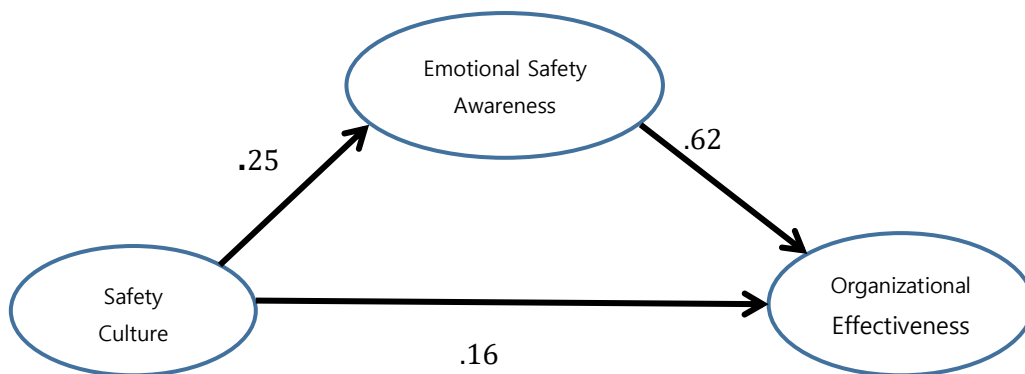 Emotional Safety
Awareness
.25
.62
Safety
Culture
Organizational
Effectiveness
.16